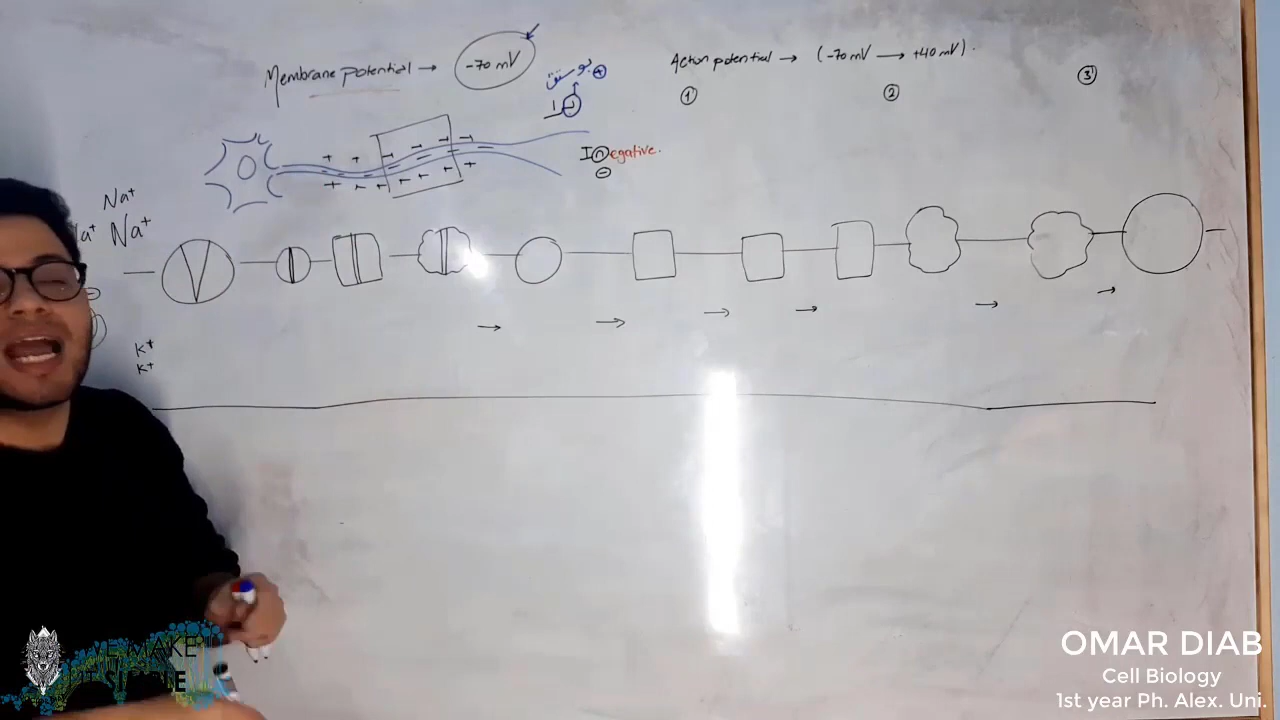 Membrane potential → -70 mV
Action potential → (-70 mV → +40 mV).
① ② ③
بوستق +
I negative.
Na+
Na+
K+
K+
OMAR DIAB
Cell Biology
1st year Ph. Alex. Uni.